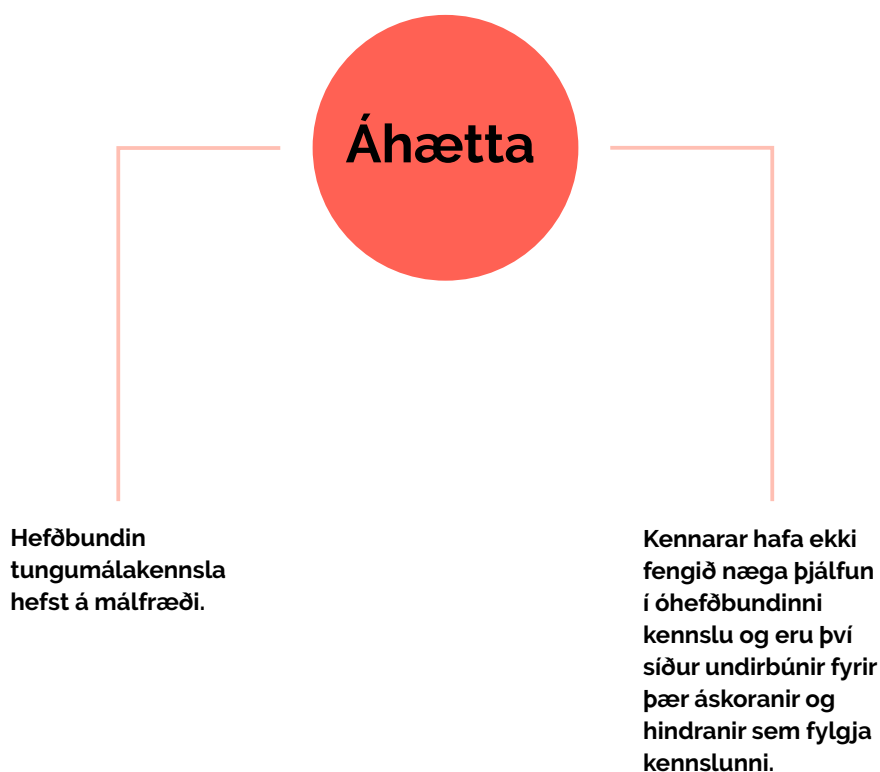 Áhætta
Hefðbundin
tungumálakennsla
hefst á málfræði.
Kennarar hafa ekki
fengið næga þjálfun
í óhefðbundinni
kennslu og eru því
síður undirbúnir fyrir
þær áskoranir og
hindranir sem fylgja
kennslunni.